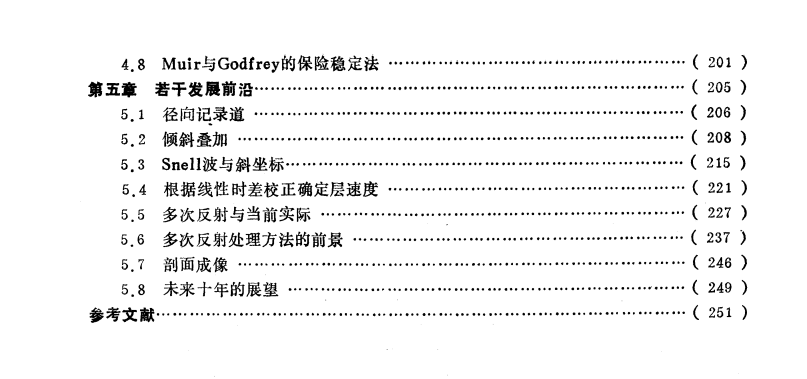 4.8 Muir与Godfrey的保险稳定法 ……………………………………………( 201 )
第五章 若干发展前沿……………………………………………………………( 205 )
5.1 径向记录道 …………………………………………………………………( 206 )
5.2 倾斜叠加 ……………………………………………………………………( 208 )
5.3 Snell波与斜坐标……………………………………………………………( 215 )
5.4 根据线性时差校正确定层速度 ……………………………………………( 221 )
5.5 多次反射与当前实际 ………………………………………………………( 227 )
5.6 多次反射处理方法的前景 …………………………………………………( 237 )
5.7 剖面成像 ……………………………………………………………………( 246 )
5.8 未来十年的展望 ……………………………………………………………( 249 )
参考文献…………………………………………………………………………( 251 )